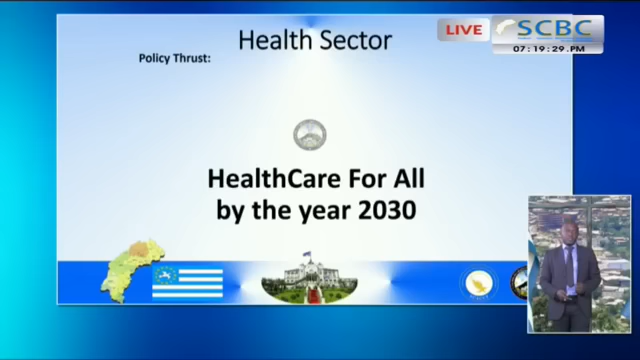 Health Sector
Policy Thrust:
HealthCare For All
by the year 2030
LIVE
SCBC
07:19:29 PM